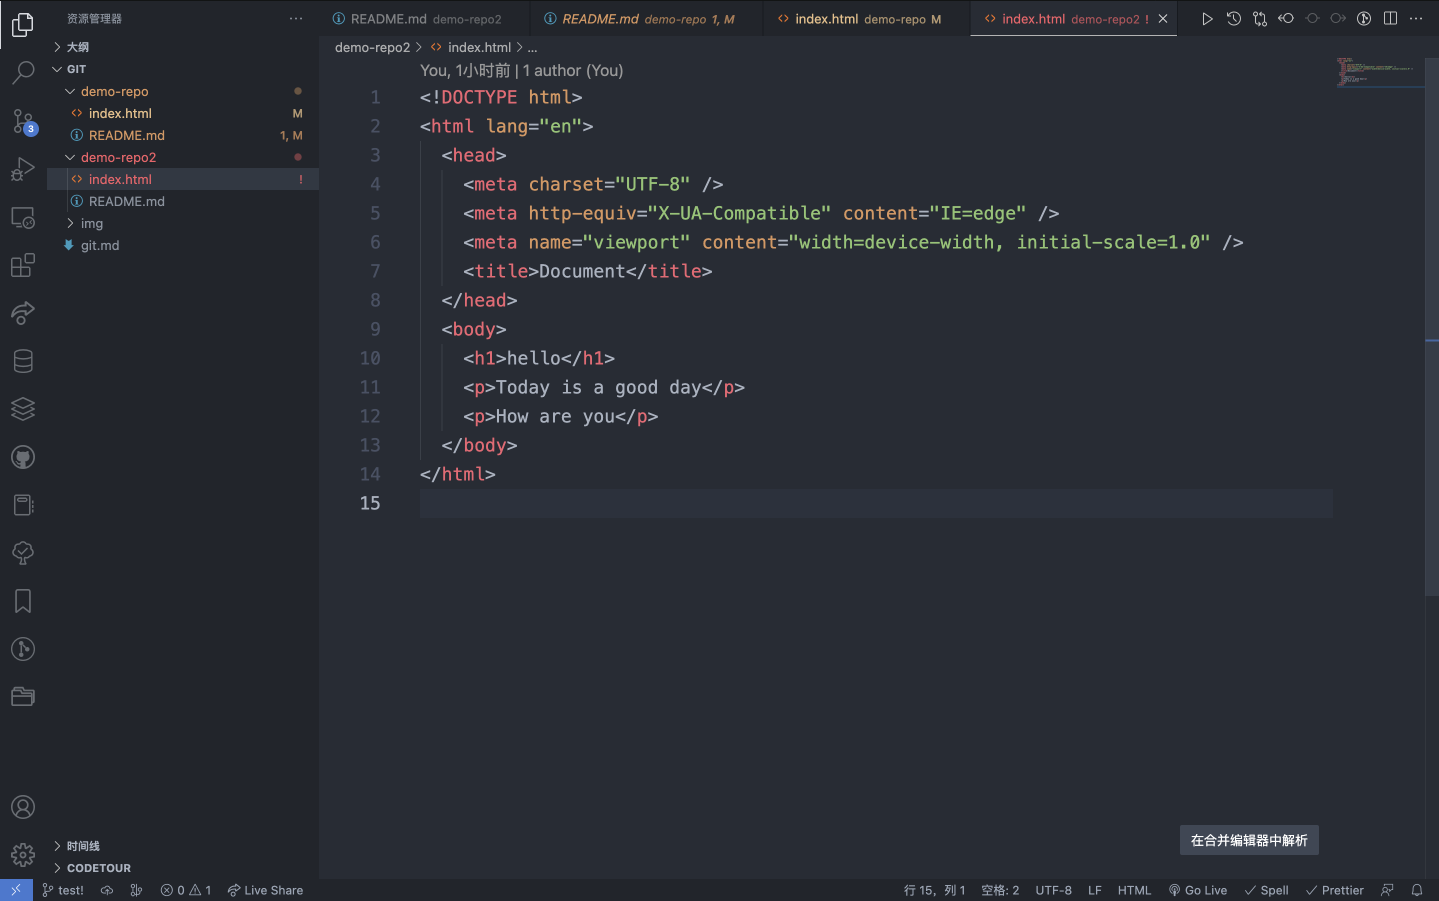 资源管理器
大纲
GIT
demo-repo
index.html M
README.md 1, M
demo-repo2
index.html !
README.md
img
git.md
时间线
CODETOUR
README.md demo-repo2
README.md demo-repo 1, M
index.html demo-repo M
index.html demo-repo2 !
demo-repo2 > index.html > ...
You, 1小时前 | 1 author (You)
1 <!DOCTYPE html>
2 <html lang="en">
3 <head>
4 <meta charset="UTF-8" />
5 <meta http-equiv="X-UA-Compatible" content="IE=edge" />
6 <meta name="viewport" content="width=device-width, initial-scale=1.0" />
7 <title>Document</title>
8 </head>
9 <body>
10 <h1>hello</h1>
11 <p>Today is a good day</p>
12 <p>How are you</p>
13 </body>
14 </html>
15
3
在合并编辑器中解析
test! 0 1 Live Share 行 15, 列 1 空格: 2 UTF-8 LF HTML Go Live Spell Prettier